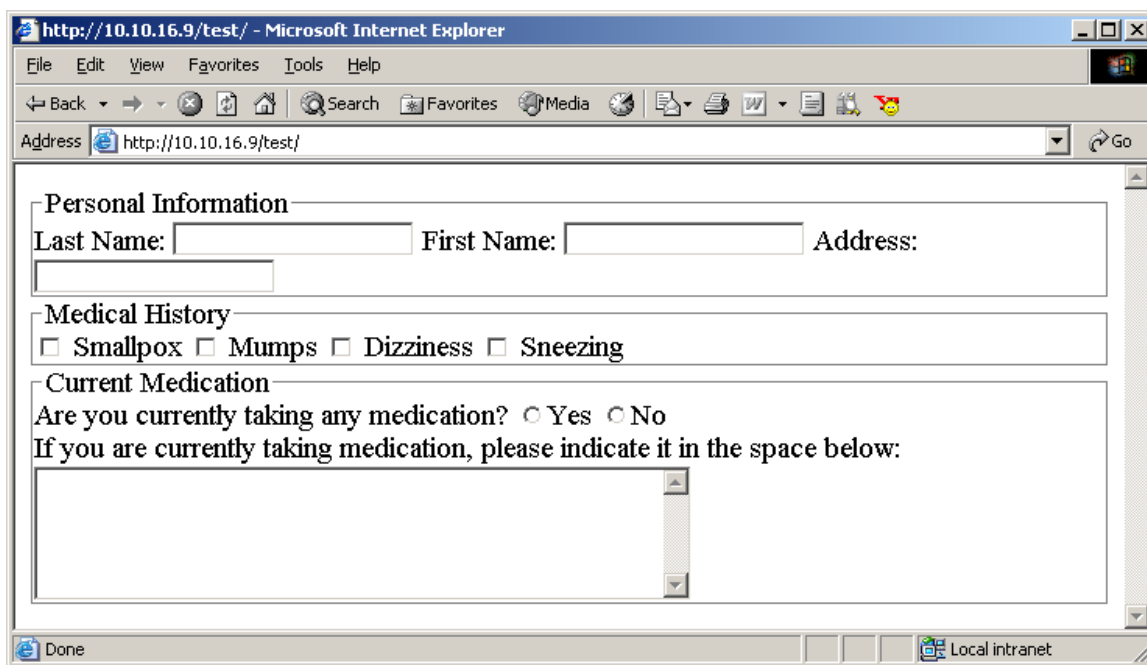 http://10.10.16.9/test/ - Microsoft Internet Explorer
File Edit View Favorites Tools Help
Back Search Favorites Media
Address http://10.10.16.9/test/ Go
Personal Information
Last Name: First Name: Address:
Medical History
Smallpox Mumps Dizziness Sneezing
Current Medication
Are you currently taking any medication? Yes No
If you are currently taking medication, please indicate it in the space below:
Done Local intranet